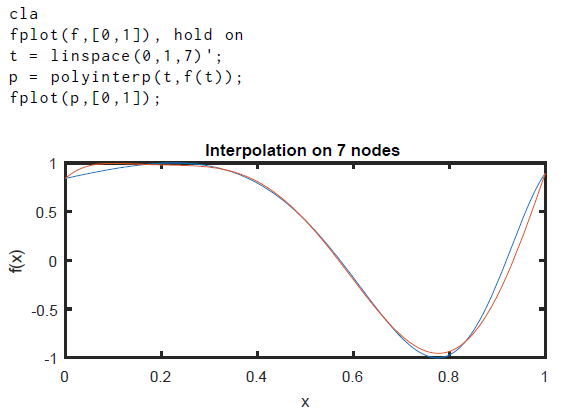 cla
fplot(f,[0,1]), hold on
t = linspace(0,1,7)';
p = polyinterp(t,f(t));
fplot(p,[0,1]);
Interpolation on 7 nodes
1
0.5
0
-0.5
-1
f(x)
0 0.2 0.4 0.6 0.8 1
x